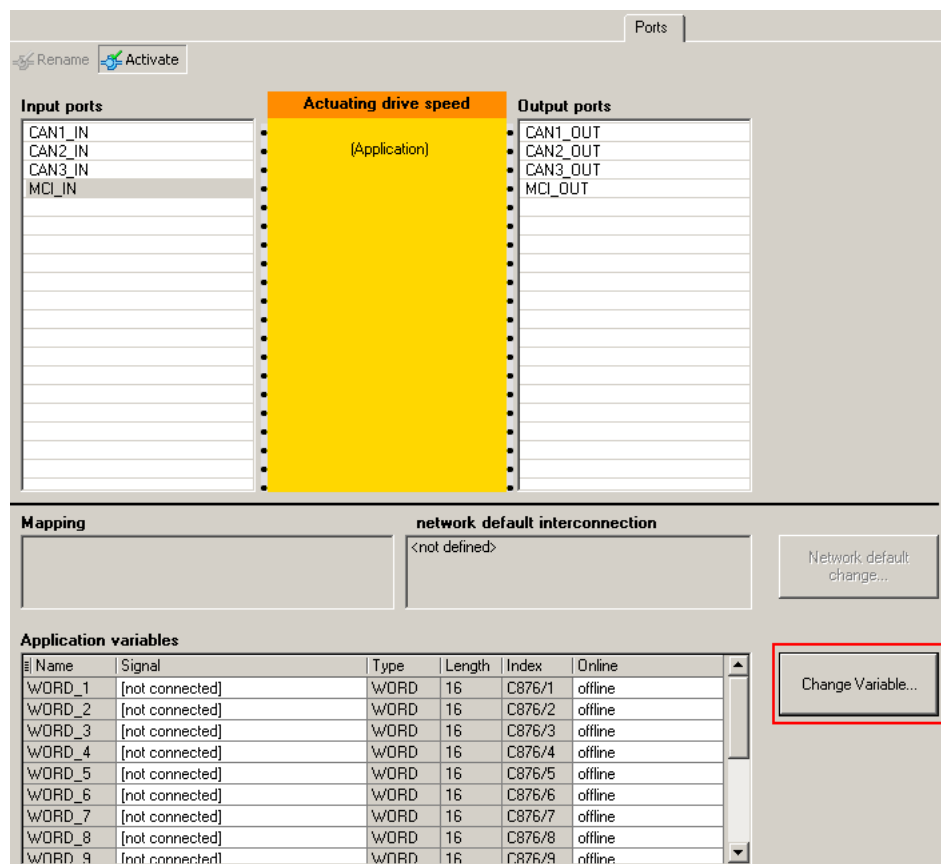 Ports
Rename Activate
Input ports
Actuating drive speed
Output ports
CAN1_IN
CAN2_IN
CAN3_IN
MCI_IN
(Application)
CAN1_OUT
CAN2_OUT
CAN3_OUT
MCI_OUT
Mapping
network default interconnection
<not defined>
Network default
change...
Application variables
Name Signal Type Length Index Online
WORD_1 [not connected] WORD 16 C876/1 offline
WORD_2 [not connected] WORD 16 C876/2 offline
WORD_3 [not connected] WORD 16 C876/3 offline
WORD_4 [not connected] WORD 16 C876/4 offline
WORD_5 [not connected] WORD 16 C876/5 offline
WORD_6 [not connected] WORD 16 C876/6 offline
WORD_7 [not connected] WORD 16 C876/7 offline
WORD_8 [not connected] WORD 16 C876/8 offline
WORD_9 [not connected] WORD 16 C876/9 offline
Change Variable...